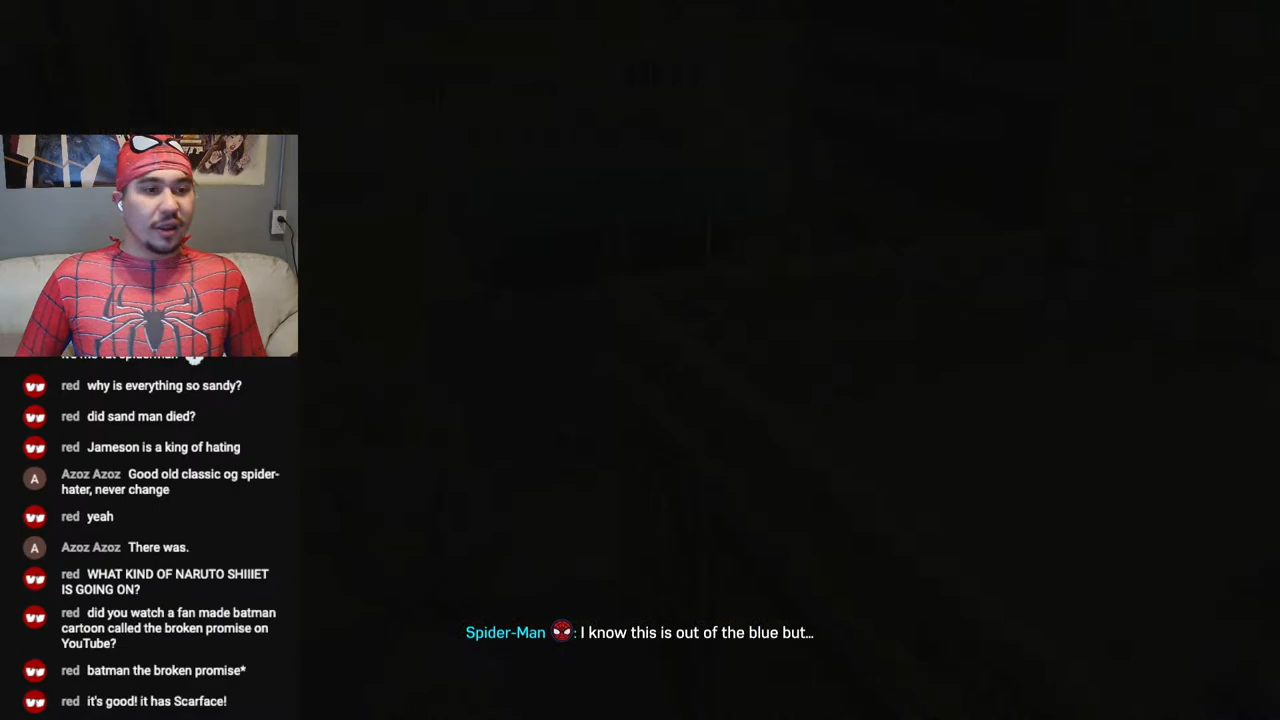 red why is everything so sandy?
red did sand man died?
red Jameson is a king of hating
A
Azoz Azoz Good old classic og spider-
hater, never change
red yeah
A
Azoz Azoz There was.
red WHAT KIND OF NARUTO SHIIIET
IS GOING ON?
red did you watch a fan made batman
cartoon called the broken promise on
YouTube?
red batman the broken promise*
red it's good! it has Scarface!
Spider-Man : I know this is out of the blue but...